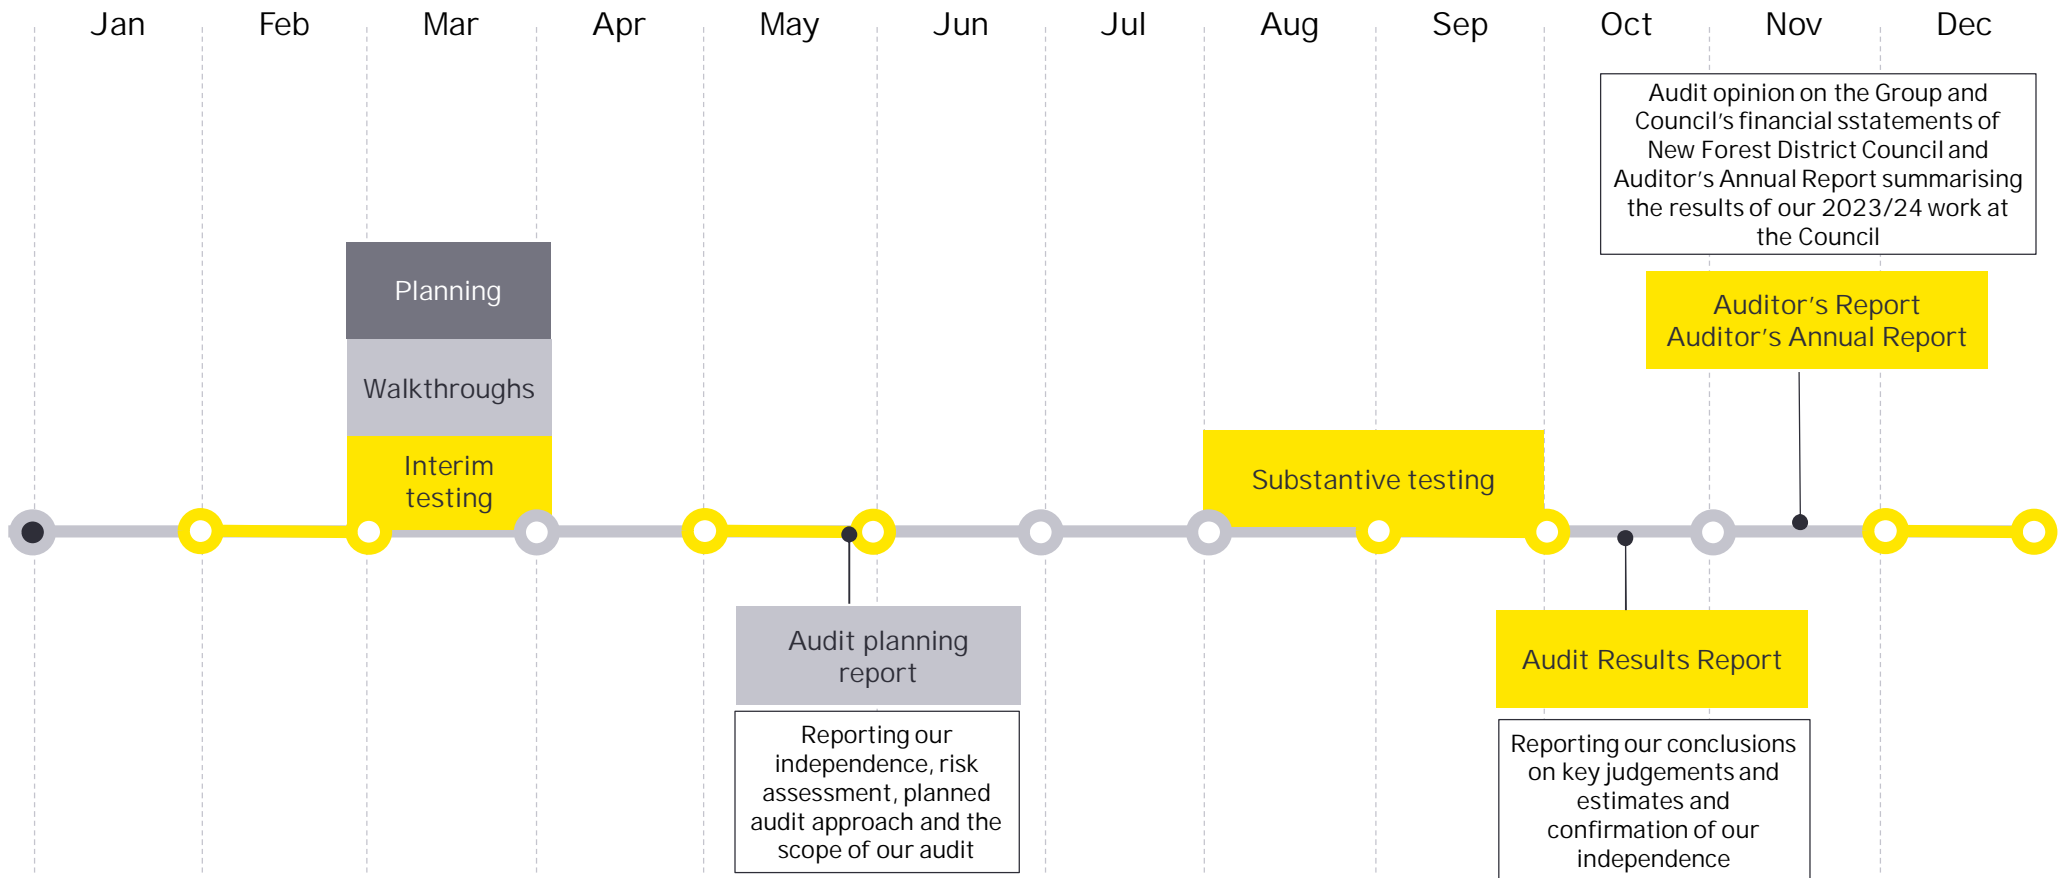 Jan Feb Mar Apr May Jun Jul Aug Sep Oct Nov Dec
Audit opinion on the Group and
Council's financial sstatements of
New Forest District Council and
Auditor's Annual Report summarising
the results of our 2023/24 work at
the Council
Planning
Auditor's Report
Auditor's Annual Report
Walkthroughs
Interim
testing
Substantive testing
Audit planning
report
Audit Results Report
Reporting our
independence, risk
assessment, planned
audit approach and the
scope of our audit
Reporting our conclusions
on key judgements and
estimates and
confirmation of our
independence